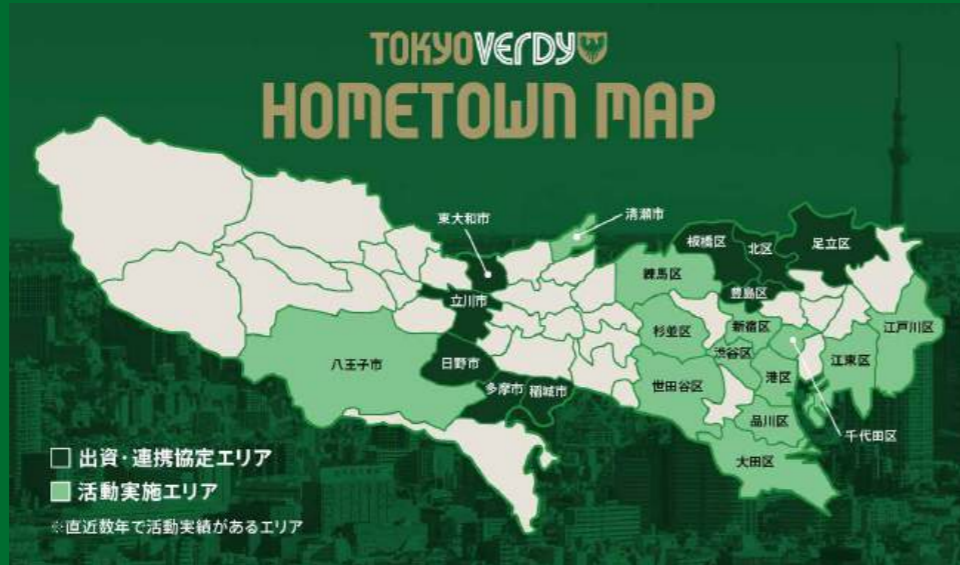 TOKYO VERDY
HOMETOWN MAP
東大和市
清瀬市
板橋区
北区
足立区
練馬区
豊島区
立川市
杉並区
新宿区
江戸川区
渋谷区
江東区
八王子市
日野市
港区
世田谷区
多摩市
稲城市
品川区
千代田区
大田区
出資・連携協定エリア
活動実施エリア
※直近数年で活動実績があるエリア